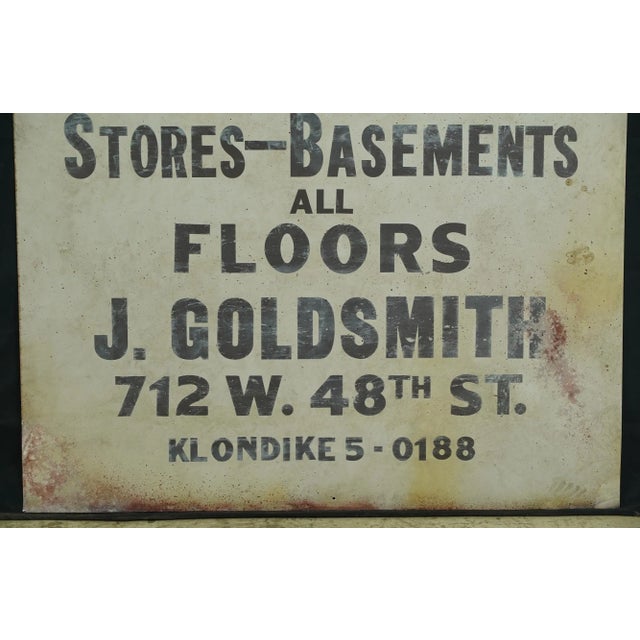 STORES-BASEMENTS
ALL
FLOORS
J. GOLDSMITH
712 W. 48TH ST.
KLONDIKE 5-0188